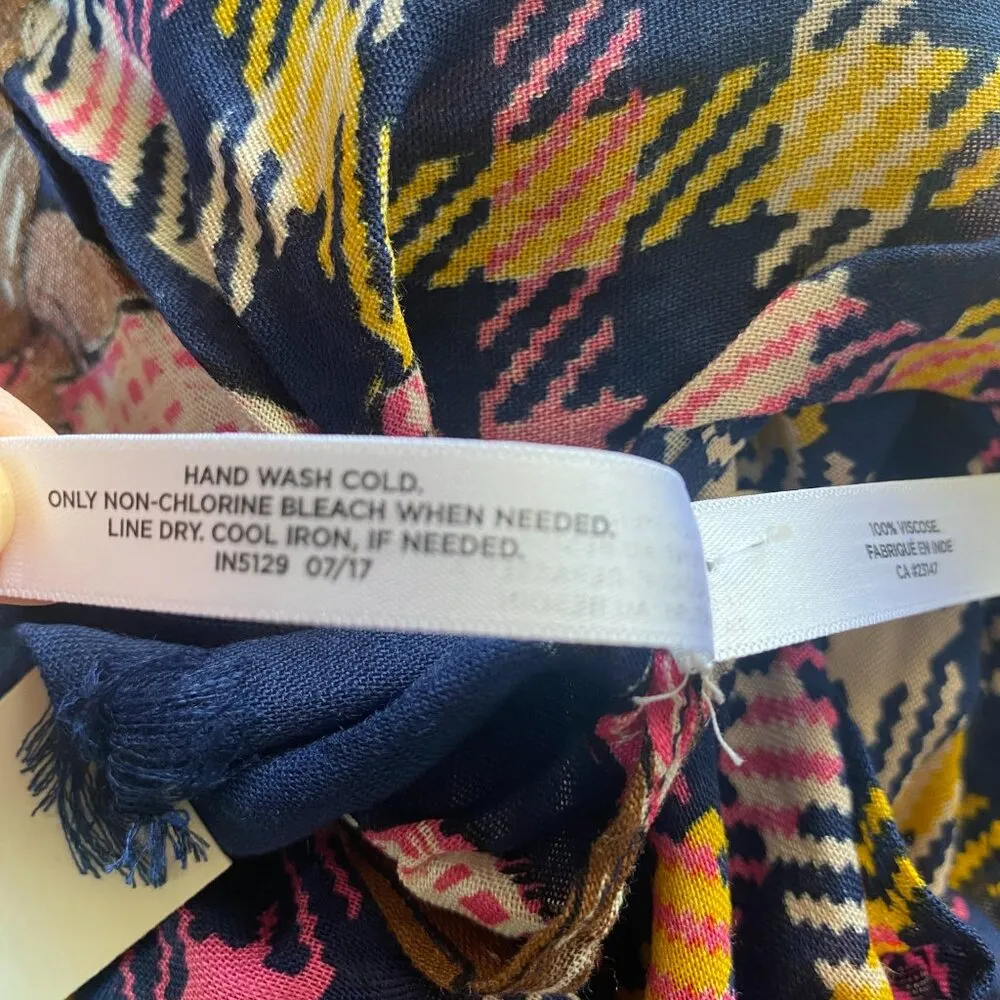 HAND WASH COLD.
ONLY NON-CHLORINE BLEACH WHEN NEEDED.
LINE DRY. COOL IRON, IF NEEDED.
IN5129 07/17
100% VISCOSE.
FABRIQUÉ EN INDE
CA #23147